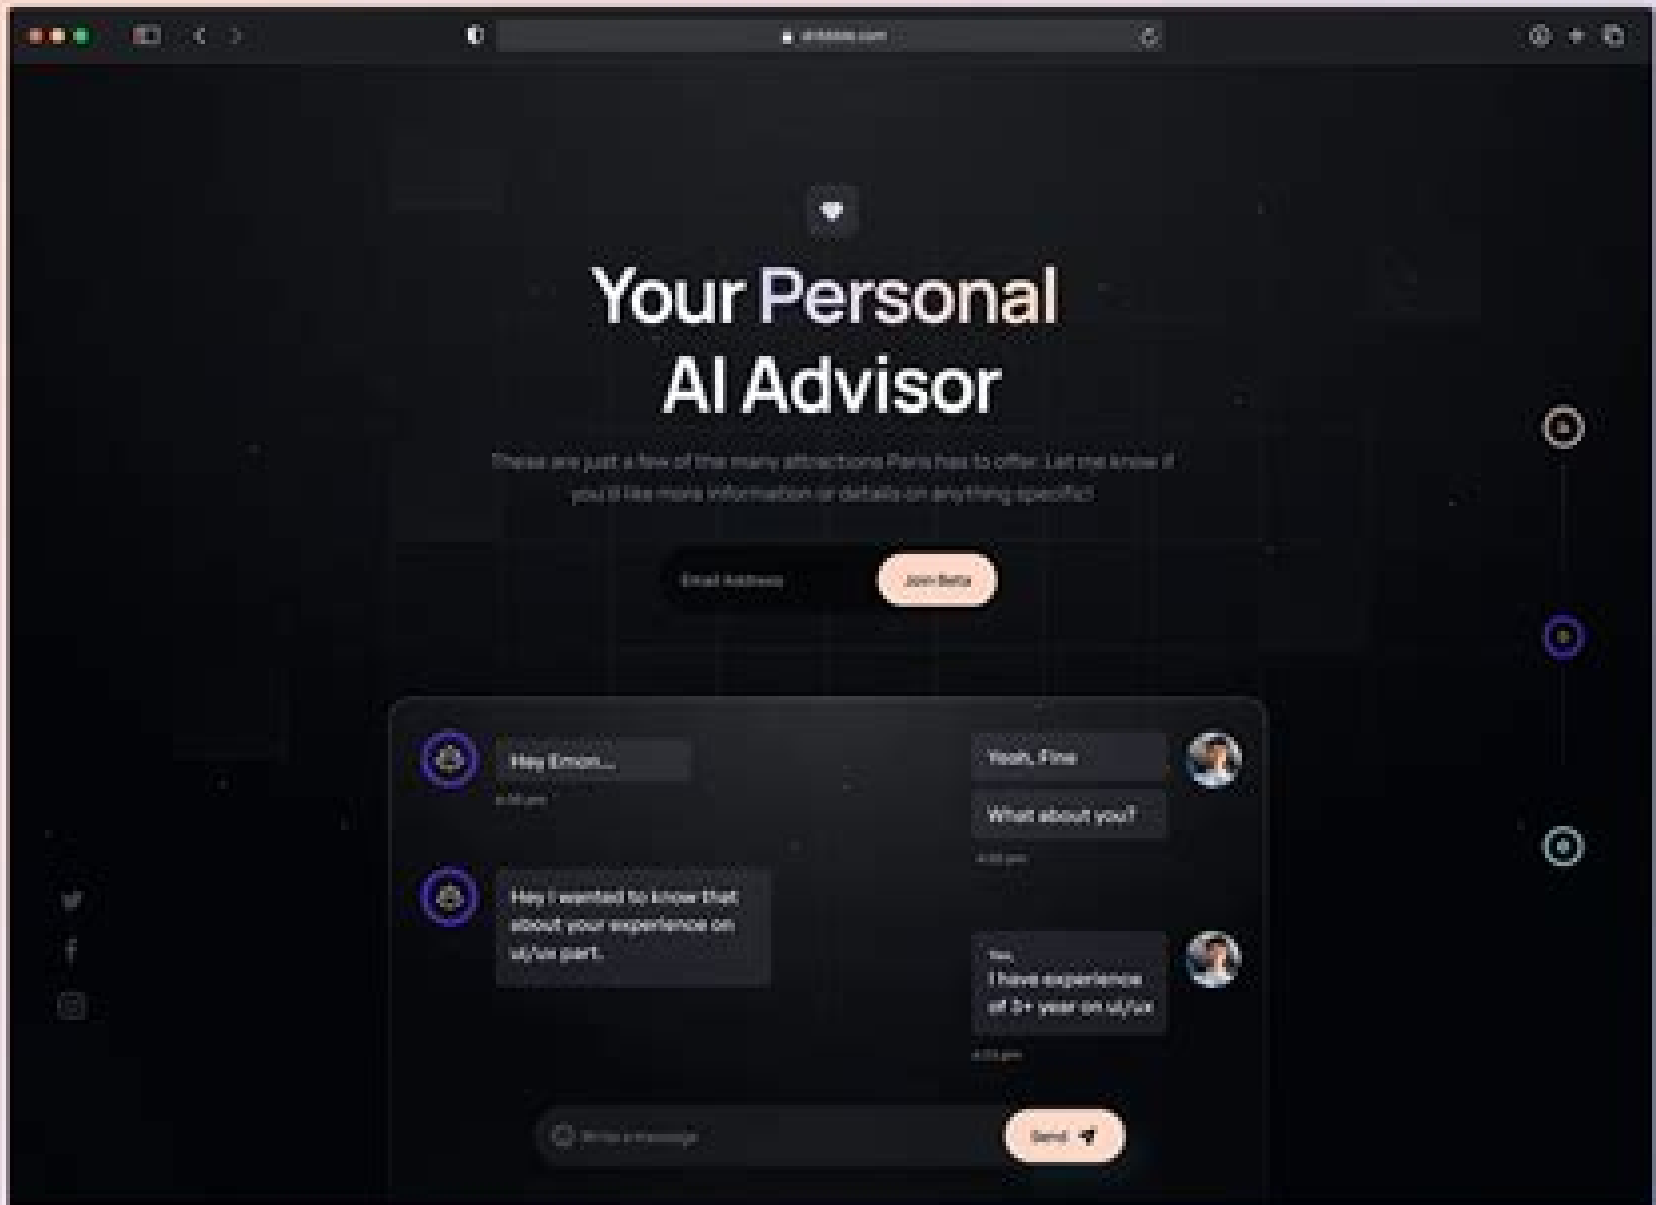 dribbble.com
Your Personal
AI Advisor
These are just a few of the many attractions Paris has to offer. Let me know if
you'd like more information or details on anything specific!
Email Address
Join Beta
Hey Emon...
Yeah, Fine
What about you?
Hey I wanted to know that
about your experience on
ui/ux part.
Yes,
I have experience
of 3+ year on ui/ux
Write a message
Send